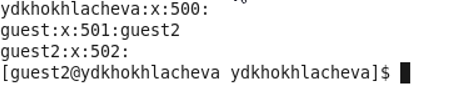 ydkhokhlacheva:x:500:
guest:x:501:guest2
guest2:x:502:
[guest2@ydkhokhlacheva ydkhokhlacheva]$